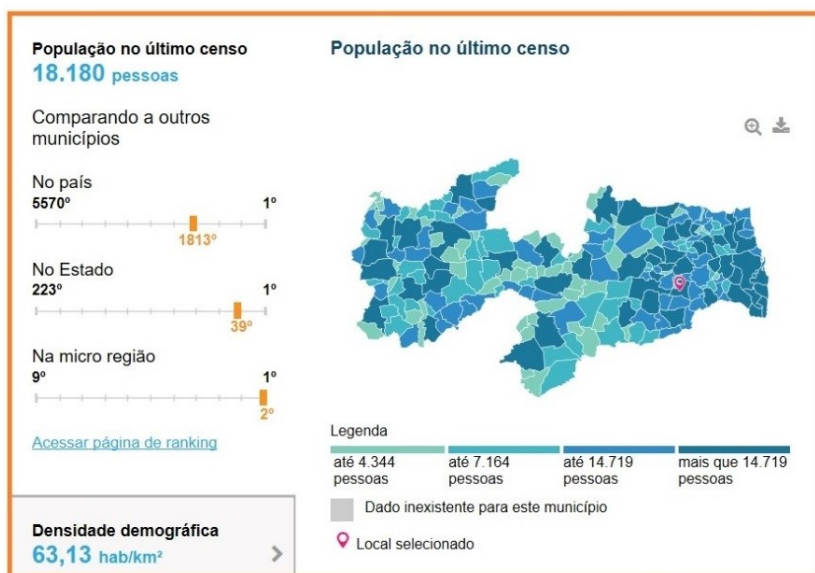 População no último censo
18.180 pessoas
Comparando a outros
municípios
No país
5570º 1º
1813º
No Estado
223º 1º
39º
Na micro região
9º 1º
2º
Acessar página de ranking
Densidade demográfica
63,13 hab/km²
População no último censo
Legenda
até 4.344
pessoas
até 7.164
pessoas
até 14.719
pessoas
mais que 14.719
pessoas
Dado inexistente para este município
Local selecionado